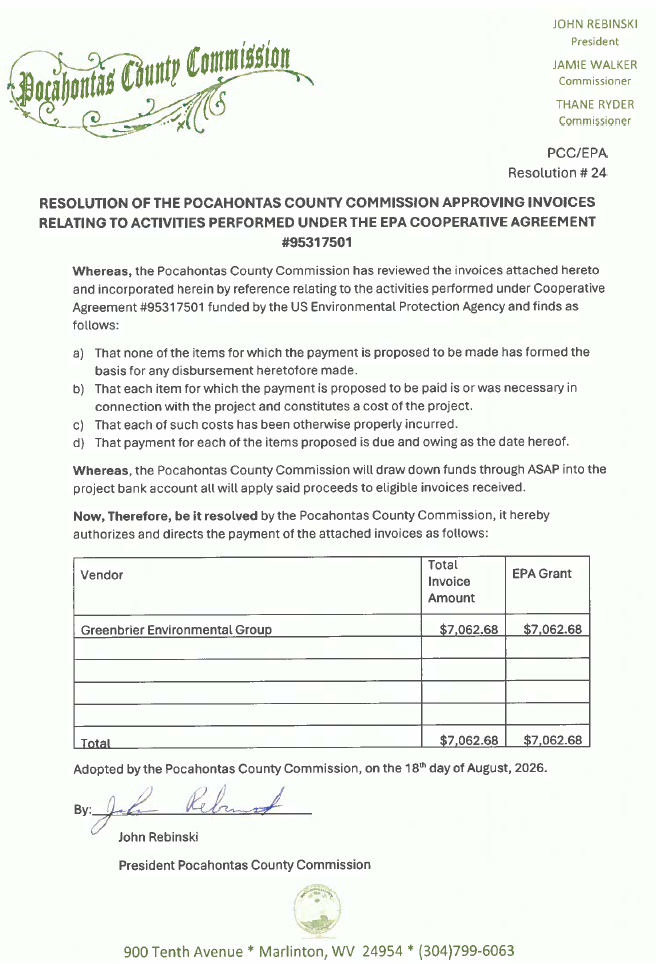 Pocahontas County Commission
JOHN REBINSKI
President
JAMIE WALKER
Commissioner
THANE RYDER
Commissioner
PCC/EPA
Resolution # 24
RESOLUTION OF THE POCAHONTAS COUNTY COMMISSION APPROVING INVOICES
RELATING TO ACTIVITIES PERFORMED UNDER THE EPA COOPERATIVE AGREEMENT
#95317501
Whereas, the Pocahontas County Commission has reviewed the invoices attached hereto
and incorporated herein by reference relating to the activities performed under Cooperative
Agreement #95317501 funded by the US Environmental Protection Agency and finds as
follows:
a) That none of the items for which the payment is proposed to be made has formed the
basis for any disbursement heretofore made.
b) That each item for which the payment is proposed to be paid is or was necessary in
connection with the project and constitutes a cost of the project.
c) That each of such costs has been otherwise properly incurred.
d) That payment for each of the items proposed is due and owing as the date hereof.
Whereas, the Pocahontas County Commission will draw down funds through ASAP into the
project bank account all will apply said proceeds to eligible invoices received.
Now, Therefore, be it resolved by the Pocahontas County Commission, it hereby
authorizes and directs the payment of the attached invoices as follows:
Vendor
Total
Invoice
Amount
EPA Grant
Greenbrier Environmental Group $7,062.68 $7,062.68
Total $7,062.68 $7,062.68
Adopted by the Pocahontas County Commission, on the 18th day of August, 2026.
By: John Rebinski
John Rebinski
President Pocahontas County Commission
900 Tenth Avenue * Marlinton, WV 24954 * (304)799-6063